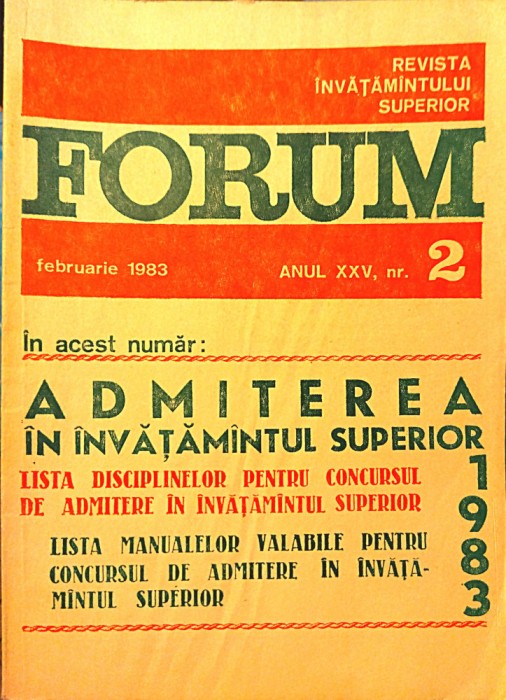 REVISTA
ÎNVĂȚĂMÎNTULUI
SUPERIOR
FORUM
februarie 1983
ANUL XXV, nr. 2
În acest număr:
ADMITEREA
ÎN ÎNVĂȚĂMÎNTUL SUPERIOR
1983
LISTA DISCIPLINELOR PENTRU CONCURSUL
DE ADMITERE ÎN ÎNVĂȚĂMÎNTUL SUPERIOR
LISTA MANUALELOR VALABILE PENTRU
CONCURSUL DE ADMITERE ÎN ÎNVĂȚĂ-
MÎNTUL SUPERIOR